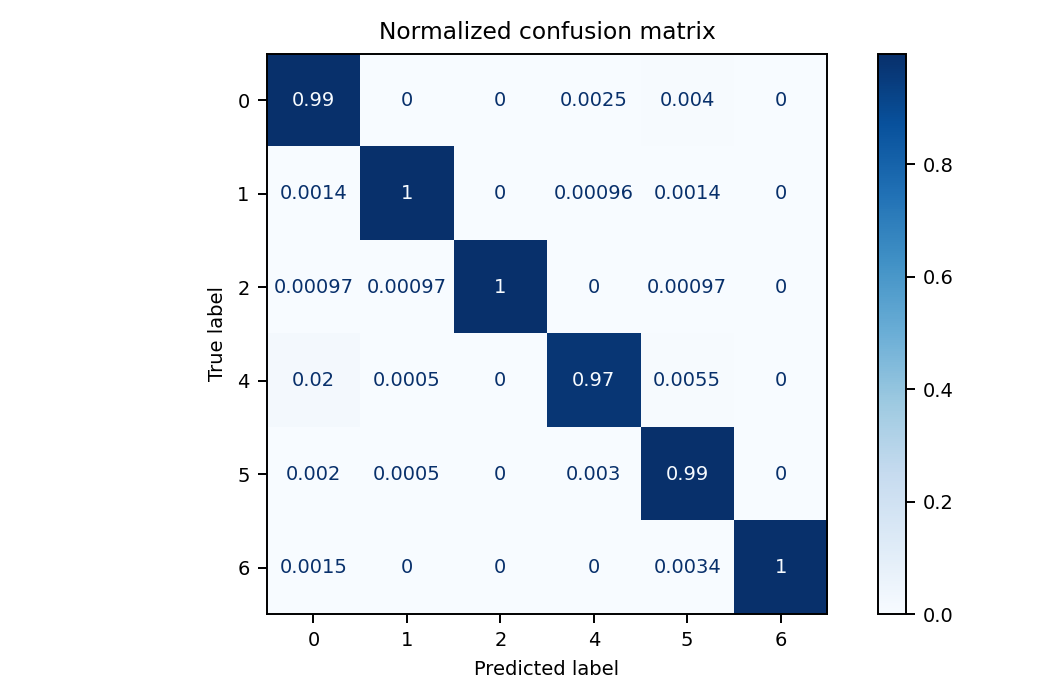 Normalized confusion matrix
True label
0 0.99 0 0 0.0025 0.004 0
1 0.0014 1 0 0.00096 0.0014 0
2 0.00097 0.00097 1 0 0.00097 0
4 0.02 0.0005 0 0.97 0.0055 0
5 0.002 0.0005 0 0.003 0.99 0
6 0.0015 0 0 0 0.0034 1
0 1 2 4 5 6
Predicted label
0.8
0.6
0.4
0.2
0.0